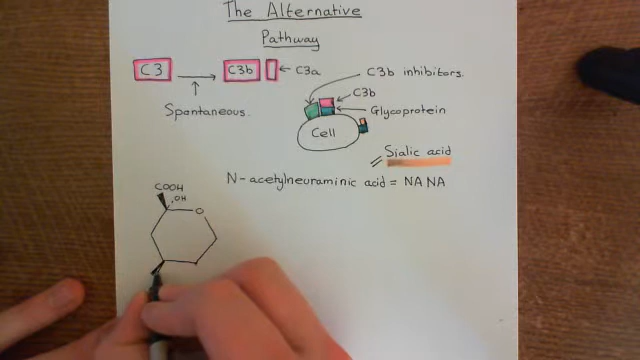 The Alternative
Pathway
C3
C3b
C3a
Spontaneous.
C3b inhibitors.
C3b
Glycoprotein
Cell
Sialic acid
N-acetylneuraminic acid = NANA
COOH
OH
O